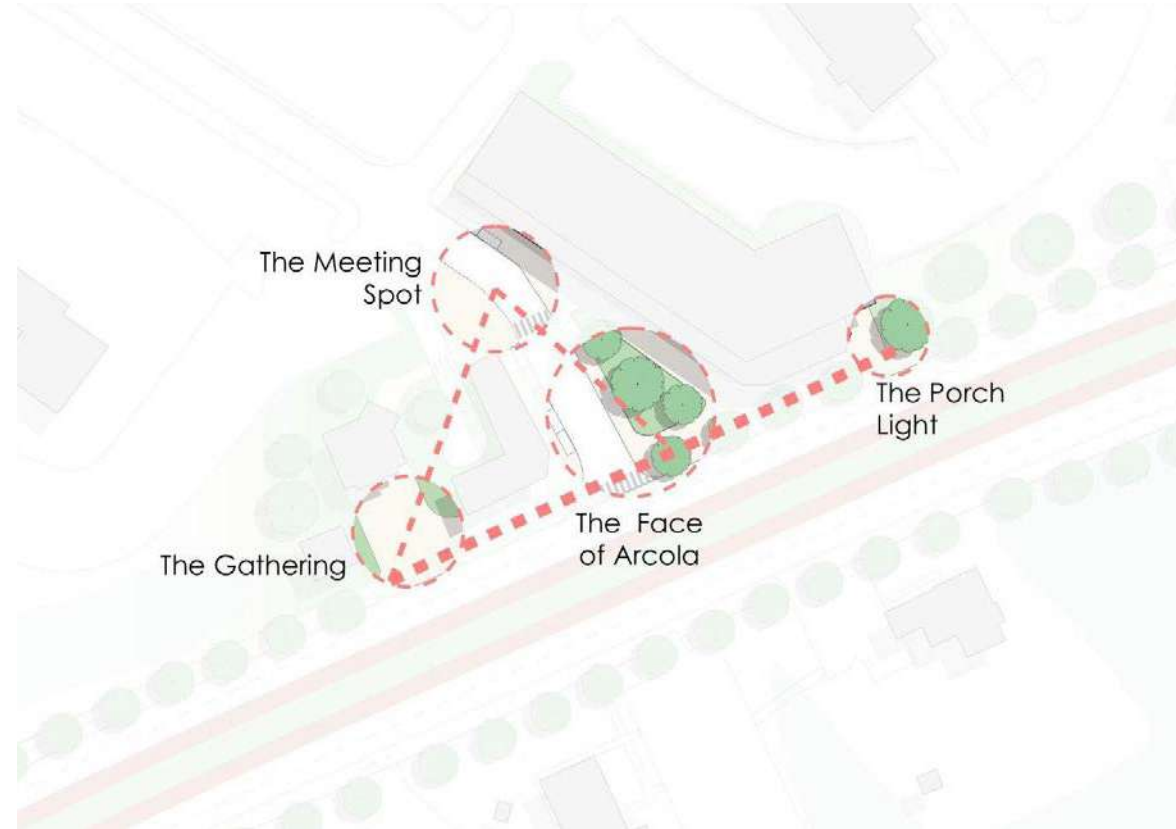 The Meeting
Spot
The Porch
Light
The Face
of Arcola
The Gathering